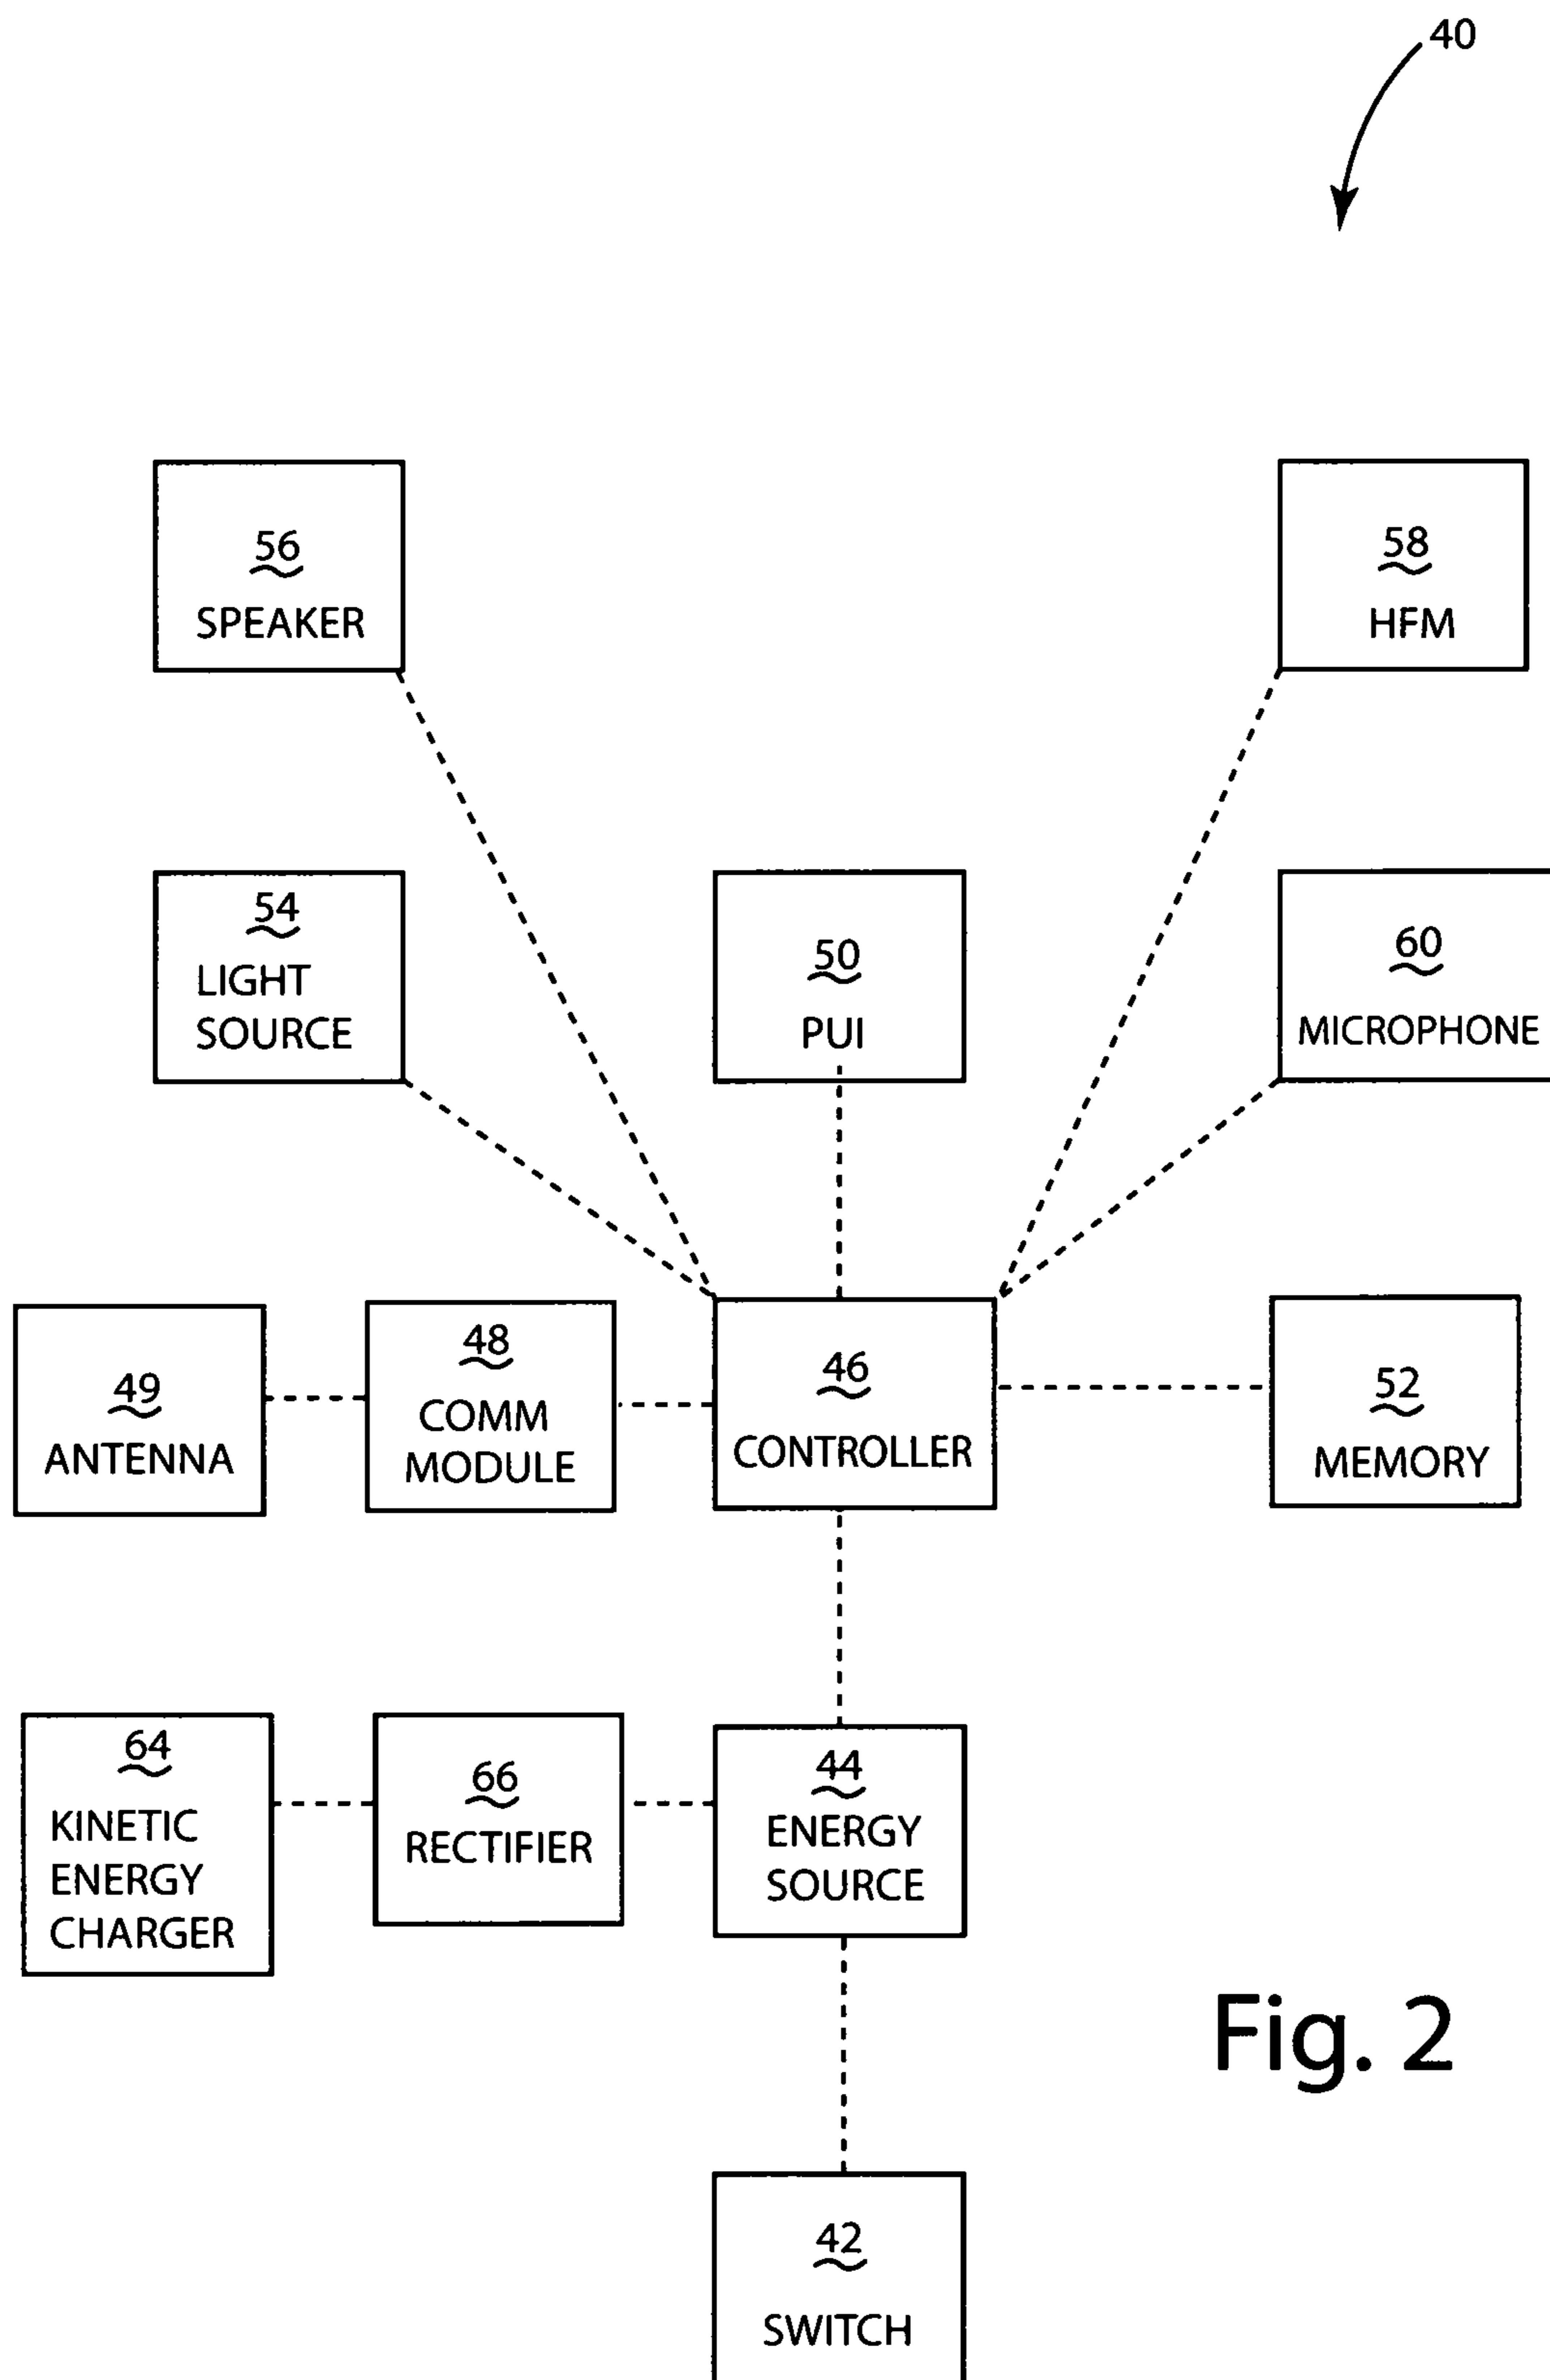 40
56
SPEAKER
58
HFM
54
LIGHT
SOURCE
50
PUI
60
MICROPHONE
49
ANTENNA
48
COMM
MODULE
46
CONTROLLER
52
MEMORY
64
KINETIC
ENERGY
CHARGER
66
RECTIFIER
44
ENERGY
SOURCE
Fig. 2
42
SWITCH